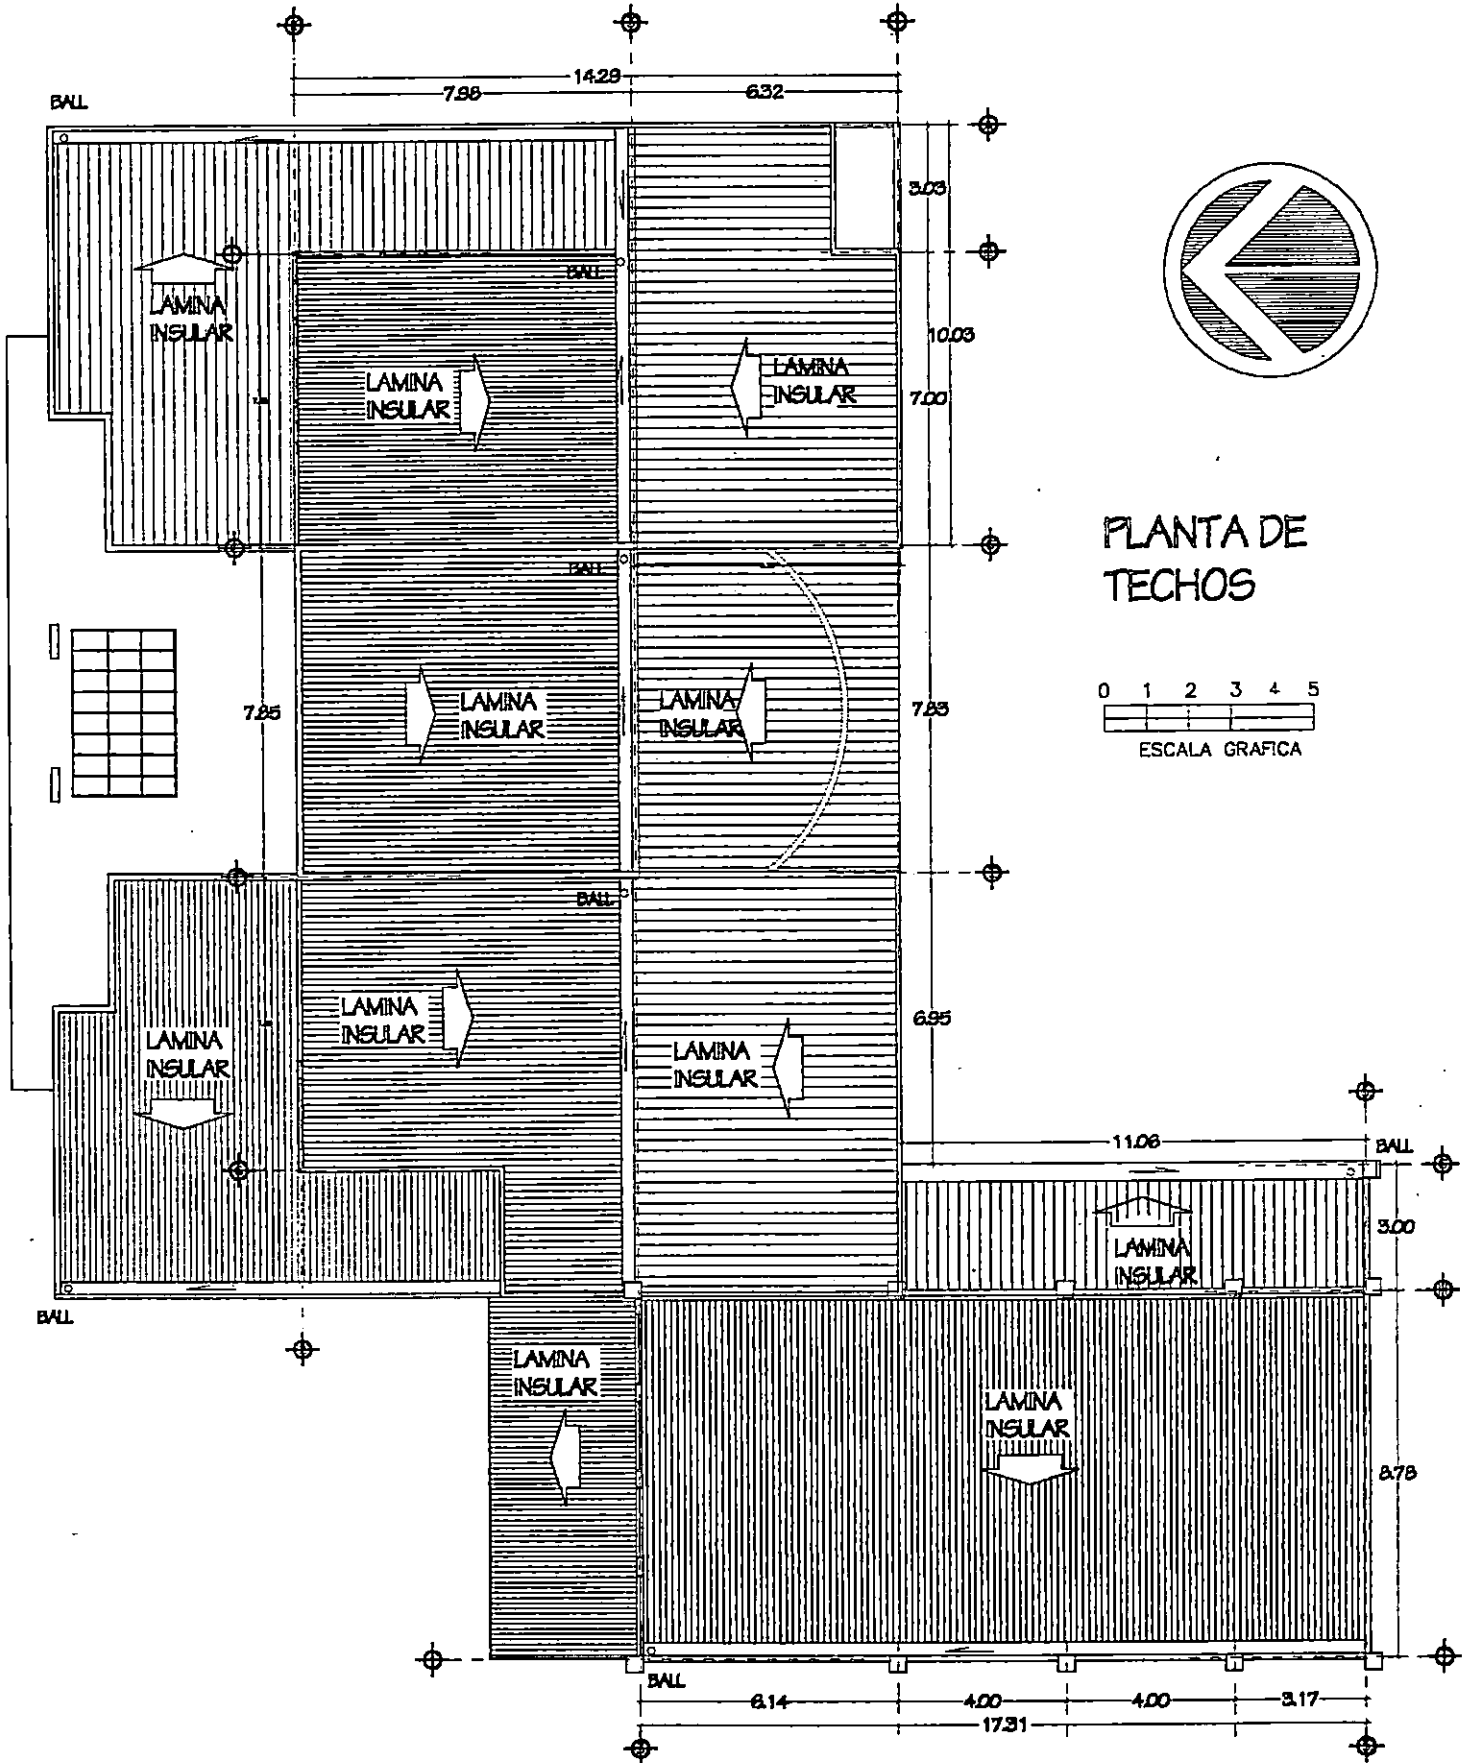 14.29
7.98
6.32
BALL
3.03
LAMINA
INSULAR
BALL
10.03
LAMINA
INSULAR
LAMINA
INSULAR
7.00
PLANTA DE
TECHOS
BALL
0 1 2 3 4 5
ESCALA GRAFICA
7.85
LAMINA
INSULAR
LAMINA
INSULAR
7.83
BALL
LAMINA
INSULAR
6.95
LAMINA
INSULAR
LAMINA
INSULAR
11.06
BALL
3.00
LAMINA
INSULAR
BALL
LAMINA
INSULAR
LAMINA
INSULAR
8.78
BALL
6.14
4.00
4.00
3.17
17.31